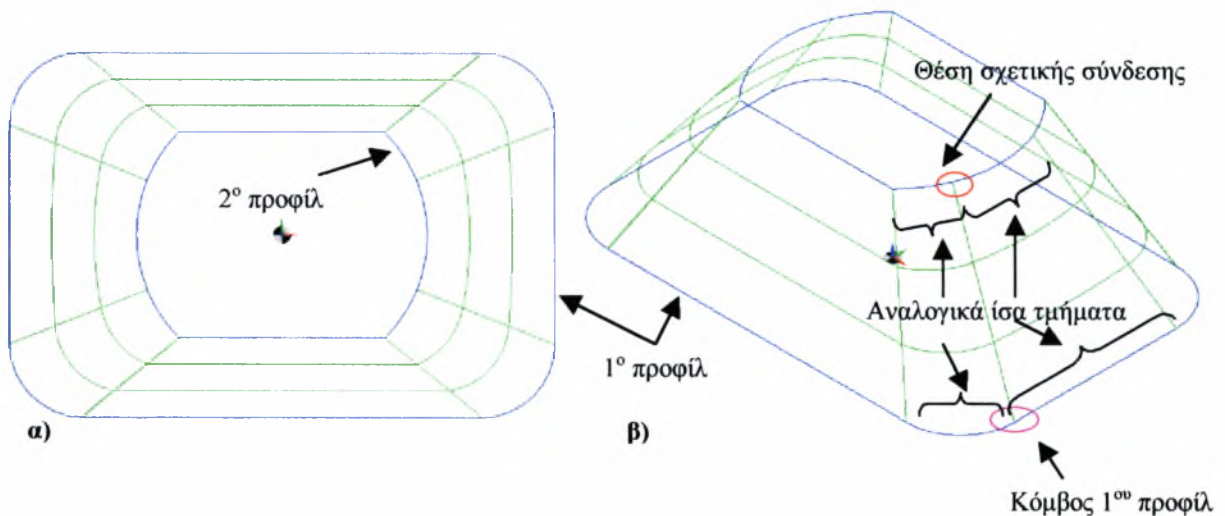 Θέση σχετικής σύνδεσης
2ο προφίλ
Αναλογικά ίσα τμήματα
1ο προφίλ
α)
β)
Κόμβος 1ου προφίλ